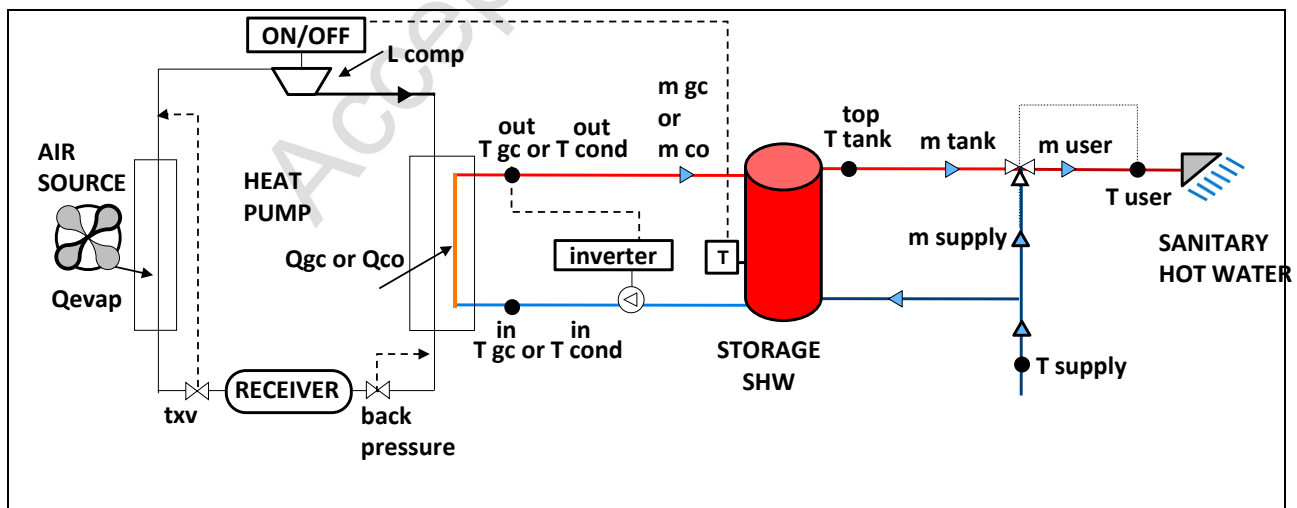 Accep
ON/OFF
L comp
AIR
SOURCE
Qevap
HEAT
PUMP
Qgc or Qco
out out
T gc or T cond
in in
T gc or T cond
inverter
m gc
or
m co
T
STORAGE
SHW
top
T tank
m tank
m user
T user
m supply
T supply
SANITARY
HOT WATER
txv
RECEIVER
back
pressure